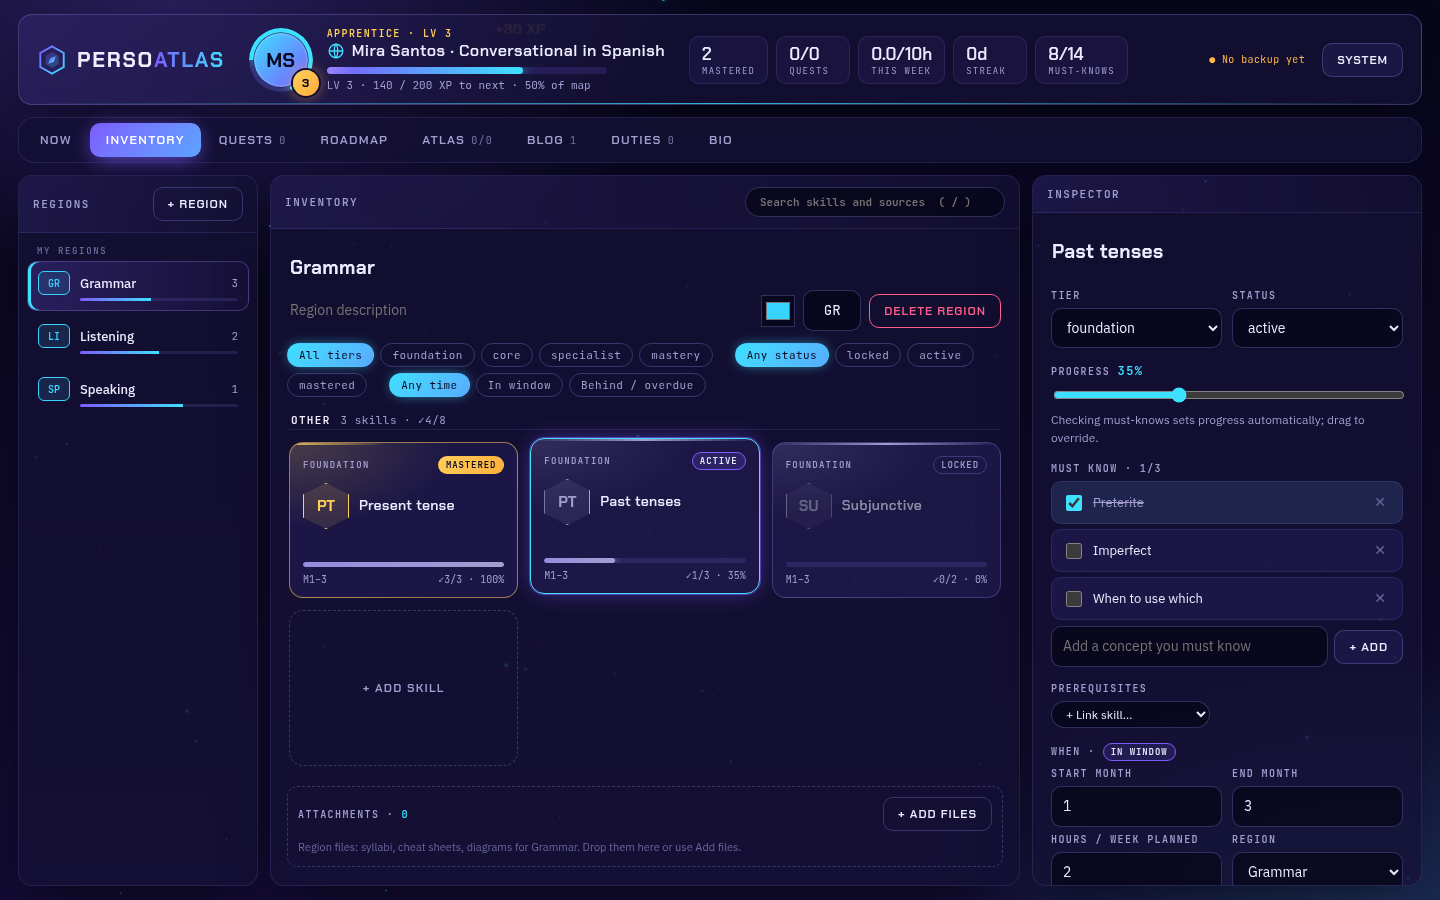 PERSOATLAS
MS
3
APPRENTICE · LV 3
+30 XP
Mira Santos · Conversational in Spanish
LV 3 · 140 / 200 XP to next · 50% of map
2
MASTERED
0/0
QUESTS
0.0/10h
THIS WEEK
0d
STREAK
8/14
MUST-KNOWS
● No backup yet
SYSTEM
NOW
INVENTORY
QUESTS 0
ROADMAP
ATLAS 0/0
BLOG 1
DUTIES 0
BIO
REGIONS
+ REGION
MY REGIONS
GR Grammar 3
LI Listening 2
SP Speaking 1
INVENTORY
Search skills and sources ( / )
Grammar
Region description
GR
DELETE REGION
All tiers foundation core specialist mastery Any status locked active
mastered Any time In window Behind / overdue
OTHER 3 skills · ✓4/8
FOUNDATION MASTERED
PT Present tense
M1–3 ✓3/3 · 100%
FOUNDATION ACTIVE
PT Past tenses
M1–3 ✓1/3 · 35%
FOUNDATION LOCKED
SU Subjunctive
M1–3 ✓0/2 · 0%
+ ADD SKILL
ATTACHMENTS · 0
+ ADD FILES
Region files: syllabi, cheat sheets, diagrams for Grammar. Drop them here or use Add files.
INSPECTOR
Past tenses
TIER STATUS
foundation active
PROGRESS 35%
Checking must-knows sets progress automatically; drag to
override.
MUST KNOW · 1/3
Preterite ×
Imperfect ×
When to use which ×
Add a concept you must know + ADD
PREREQUISITES
+ Link skill...
WHEN · IN WINDOW
START MONTH END MONTH
1 3
HOURS / WEEK PLANNED REGION
2 Grammar